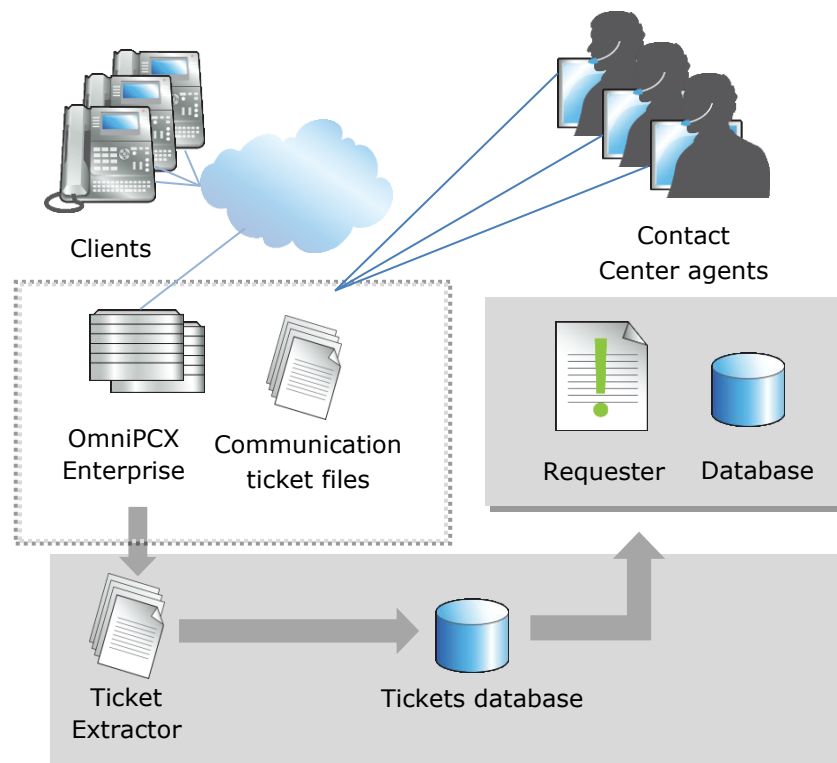 Clients
Contact
Center agents
OmniPCX
Enterprise
Communication
ticket files
Requester
Database
Ticket
Extractor
Tickets database